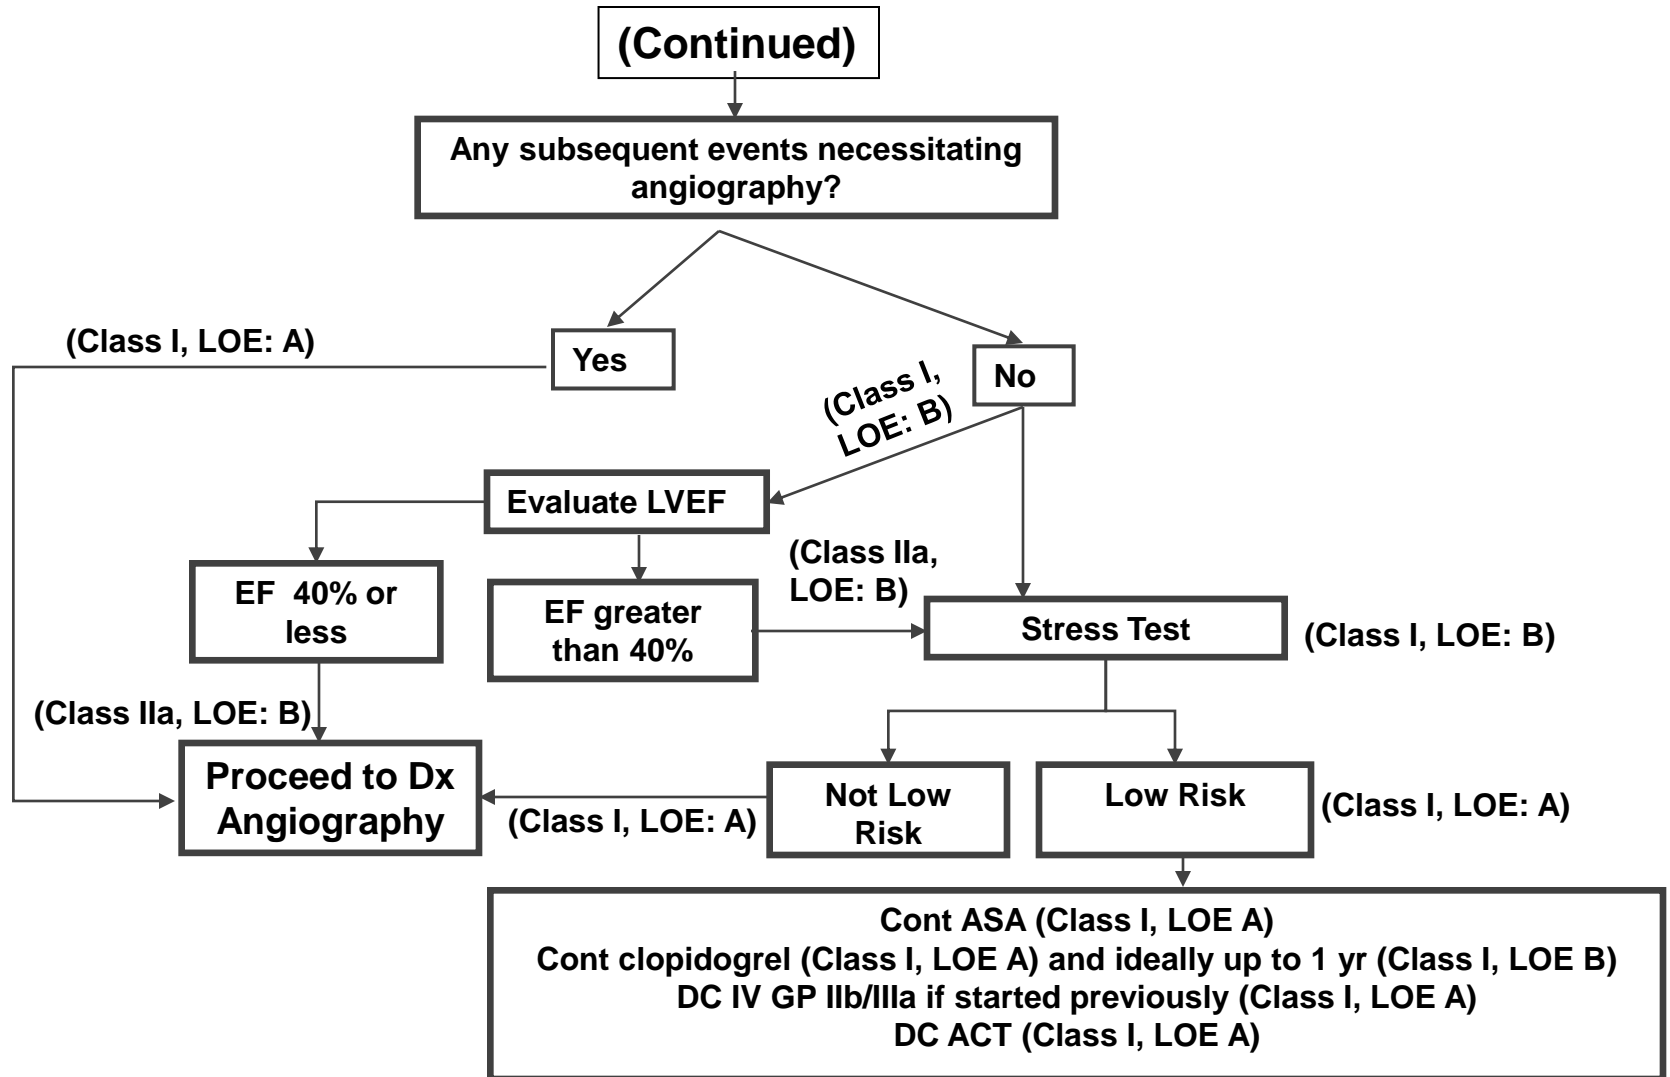 (Continued)
Any subsequent events necessitating
angiography?
(Class I, LOE: A)
Yes
No
(Class I,
LOE: B)
Evaluate LVEF
(Class IIa,
LOE: B)
EF 40% or
less
EF greater
than 40%
Stress Test
(Class I, LOE: B)
(Class IIa, LOE: B)
Proceed to Dx
Angiography
(Class I, LOE: A)
Not Low
Risk
Low Risk
(Class I, LOE: A)
Cont ASA (Class I, LOE A)
Cont clopidogrel (Class I, LOE A) and ideally up to 1 yr (Class I, LOE B)
DC IV GP IIb/IIIa if started previously (Class I, LOE A)
DC ACT (Class I, LOE A)